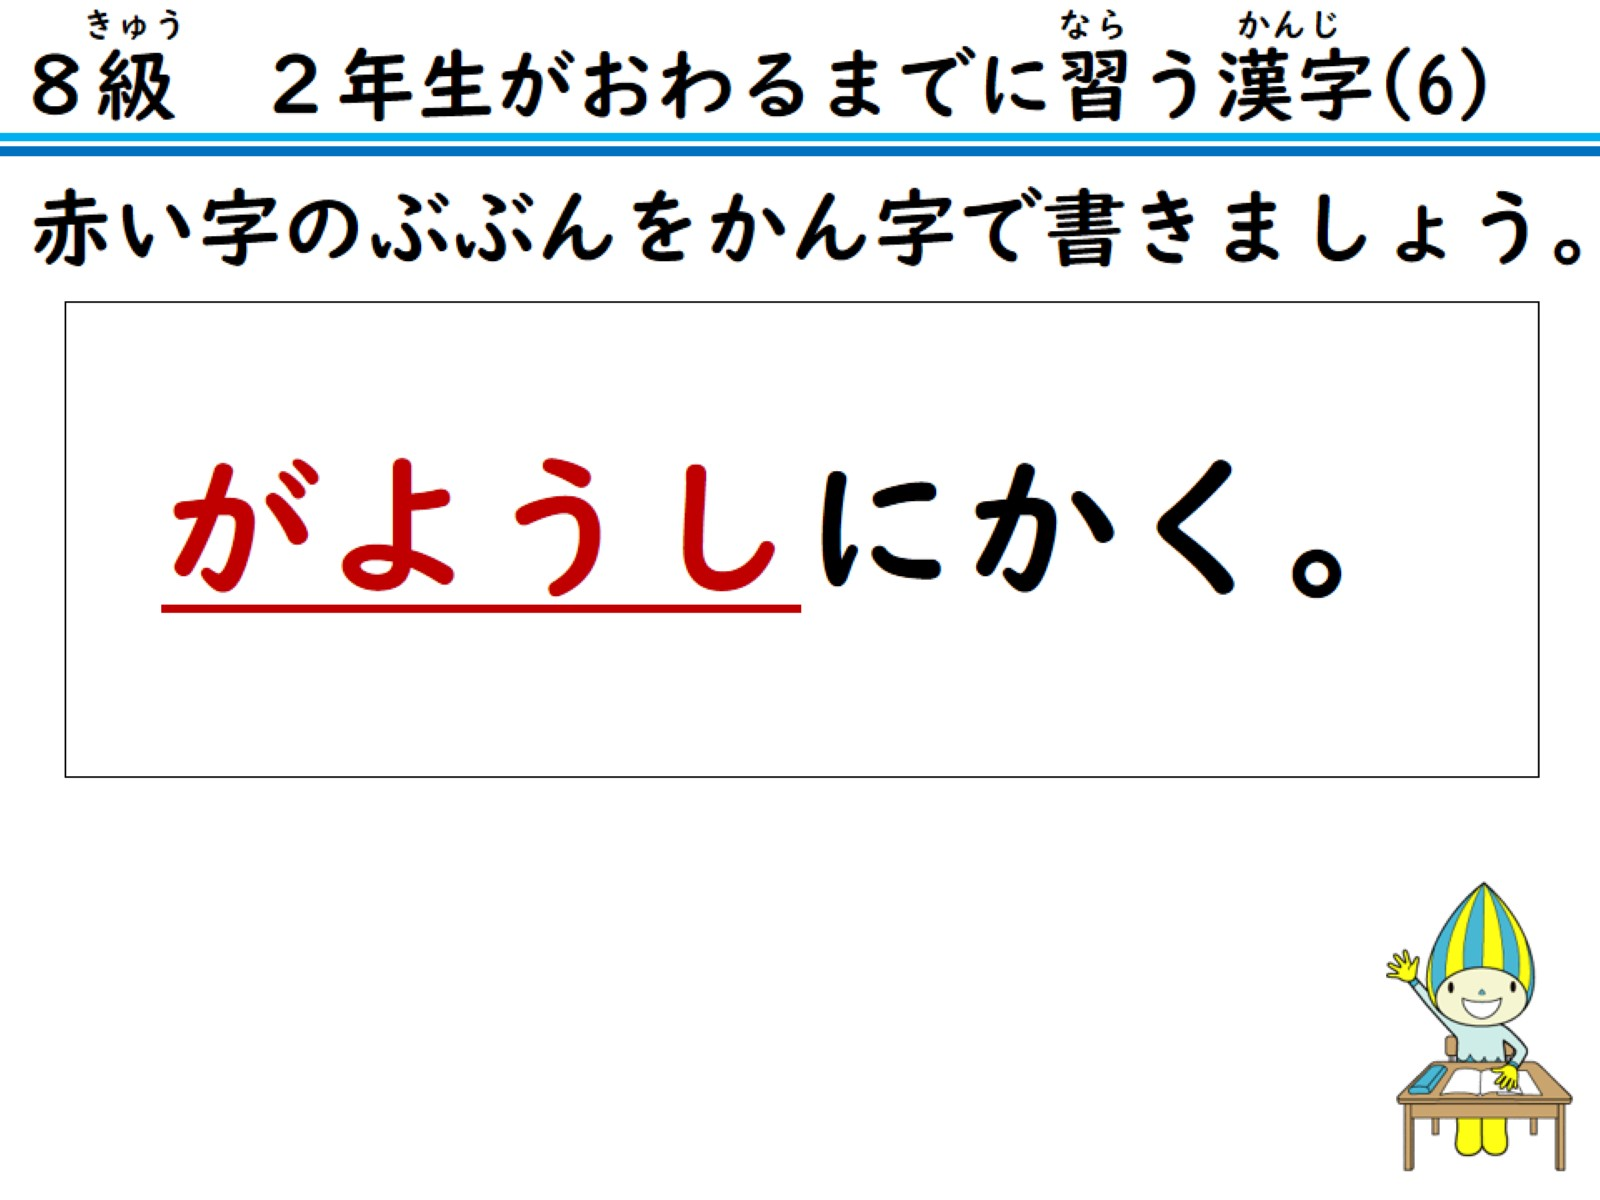 きゅう なら かんじ
８級　２年生がおわるまでに習う漢字(6)
赤い字のぶぶんをかん字で書きましょう。
がようしにかく。